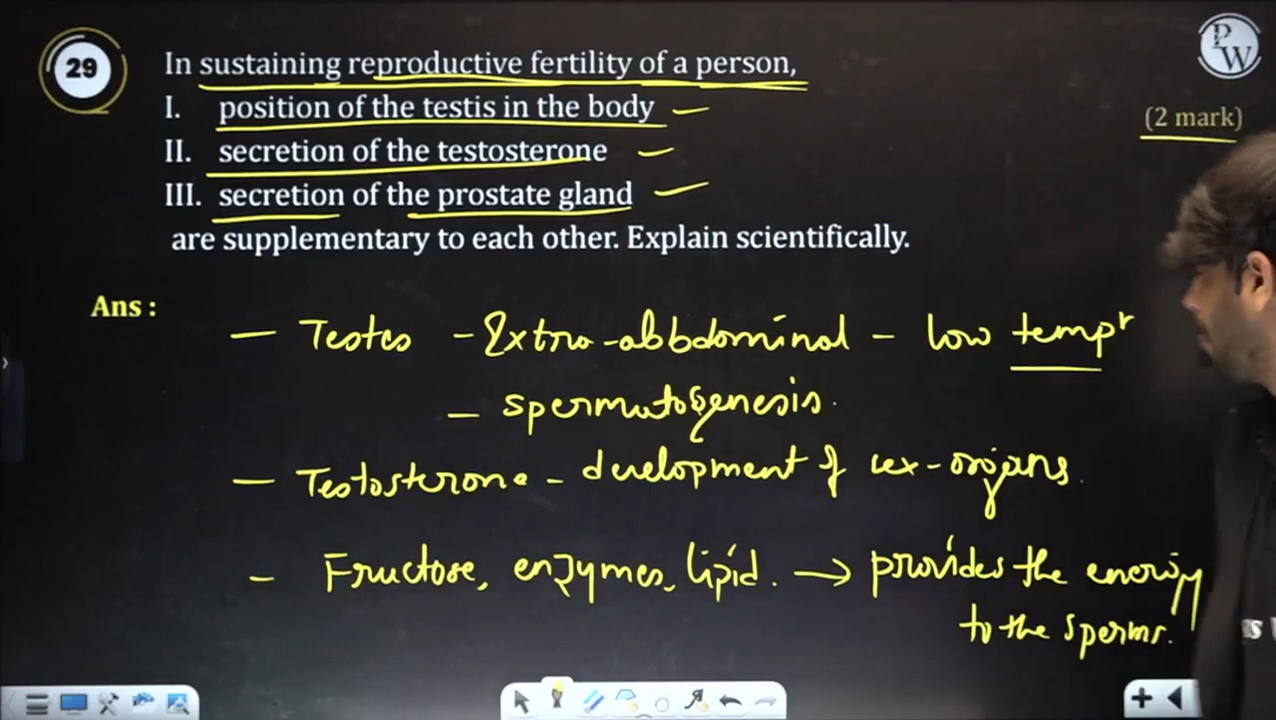 29
In sustaining reproductive fertility of a person,
I. position of the testis in the body
II. secretion of the testosterone
III. secretion of the prostate gland
are supplementary to each other. Explain scientifically.
(2 mark)
PW
Ans :
— Testes - Extra-abbdominal - low tempr
— spermatogenesis.
— Testosterone - development of sex-organs.
— Fructose, enzymes, lipid. → provides the energy
to the sperms.